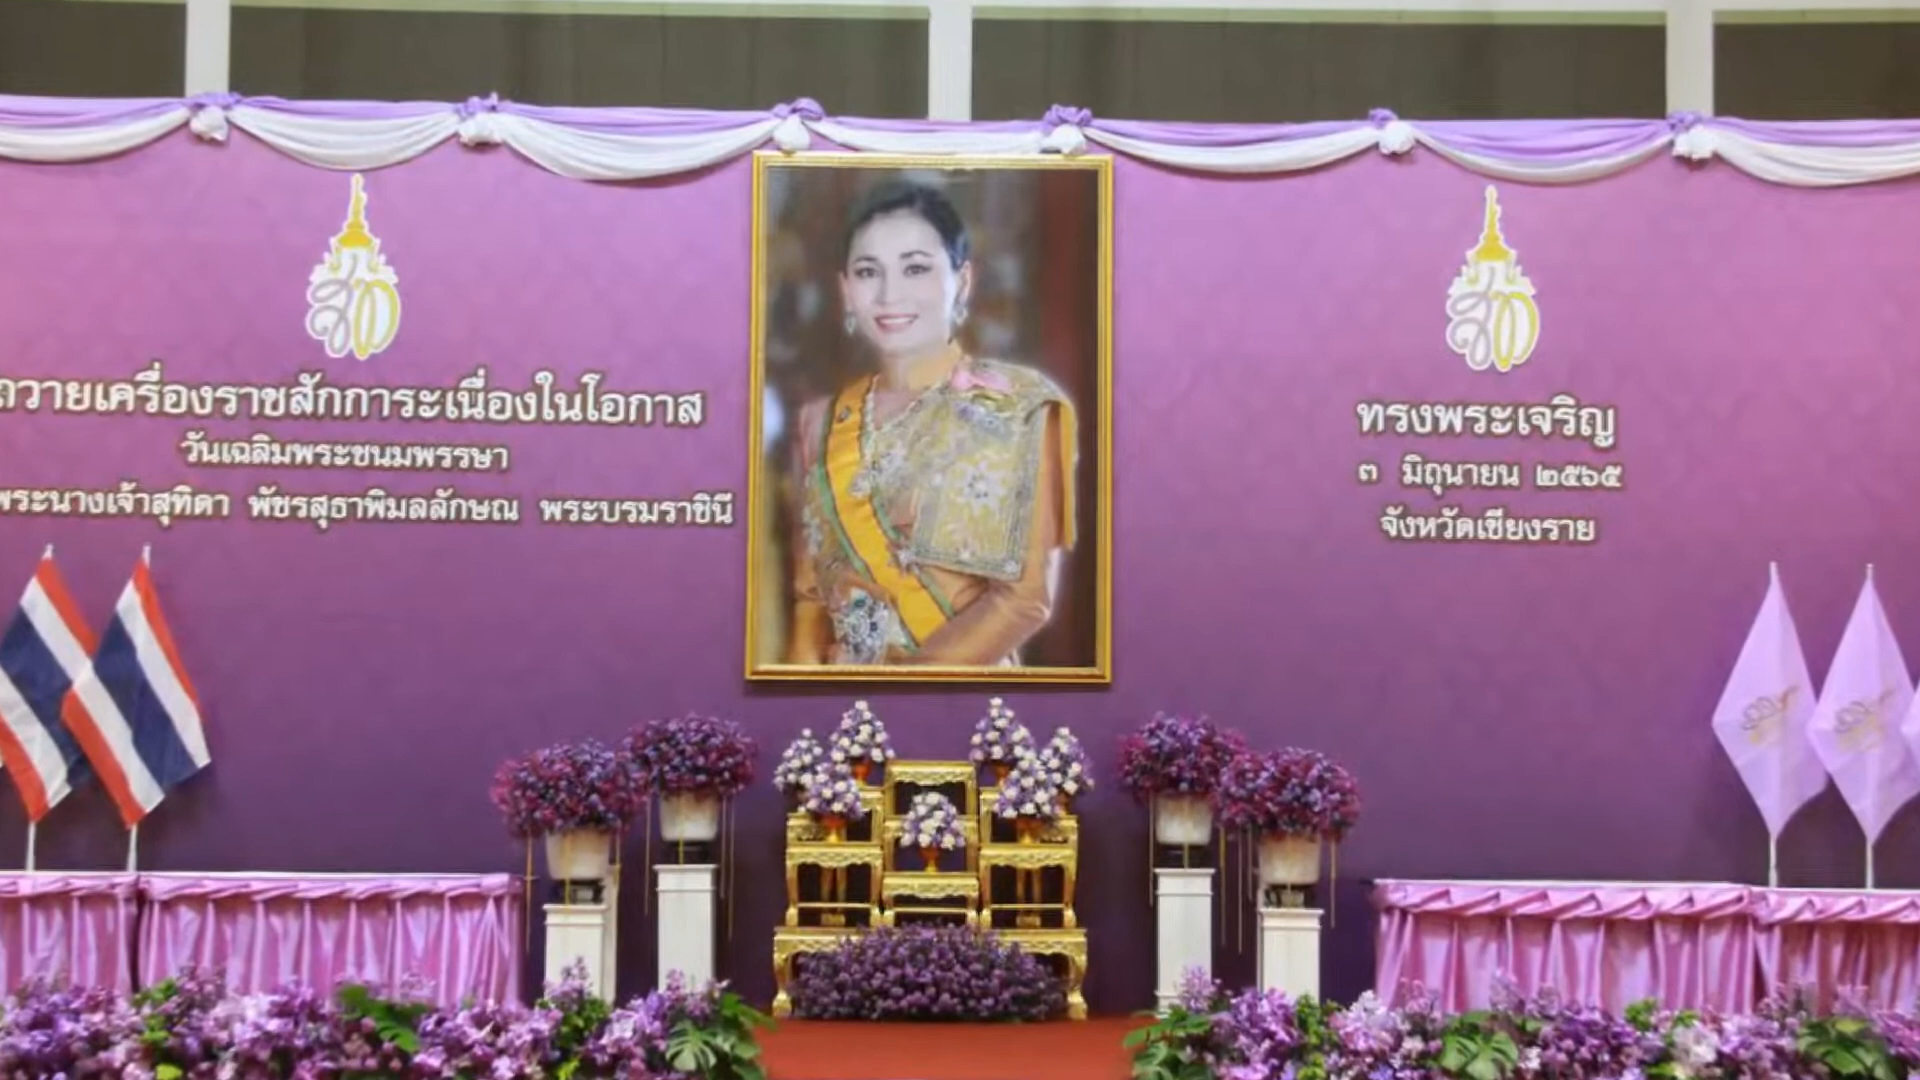 ถวายเครื่องราชสักการะเนื่องในโอกาส
วันเฉลิมพระชนมพรรษา
พระนางเจ้าสุทิดา พัชรสุธาพิมลลักษณ พระบรมราชินี
ทรงพระเจริญ
๓ มิถุนายน ๒๕๖๕
จังหวัดเชียงราย
สท
สท